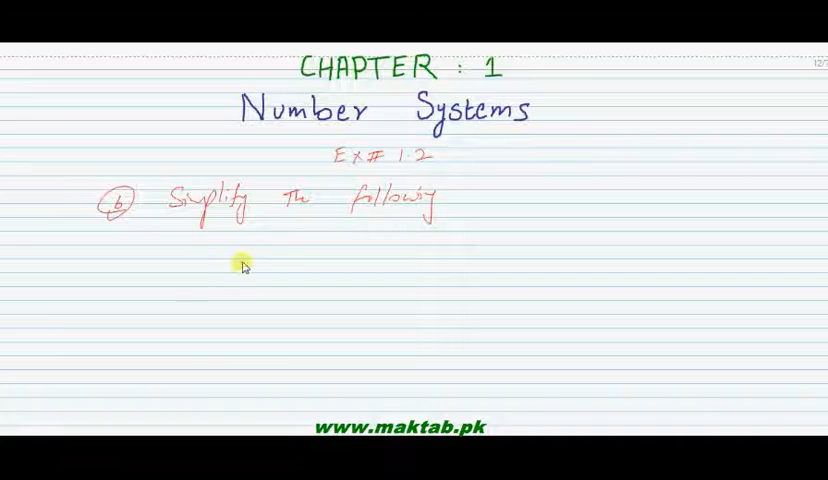 CHAPTER : 1
Number Systems
Ex# 1.2
6 Simplify the following
www.maktab.pk